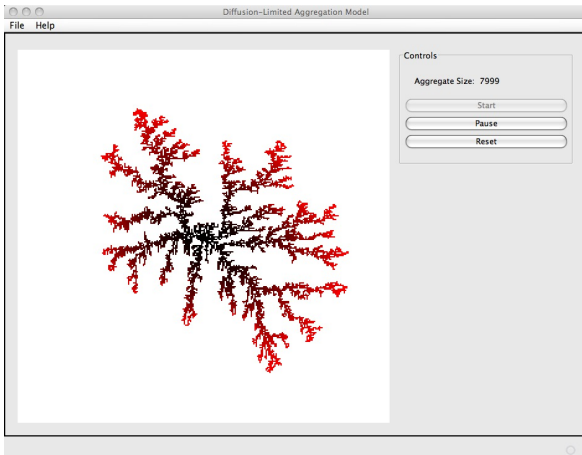 Diffusion-Limited Aggregation Model
File Help
Controls
Aggregate Size: 7999
Start
Pause
Reset